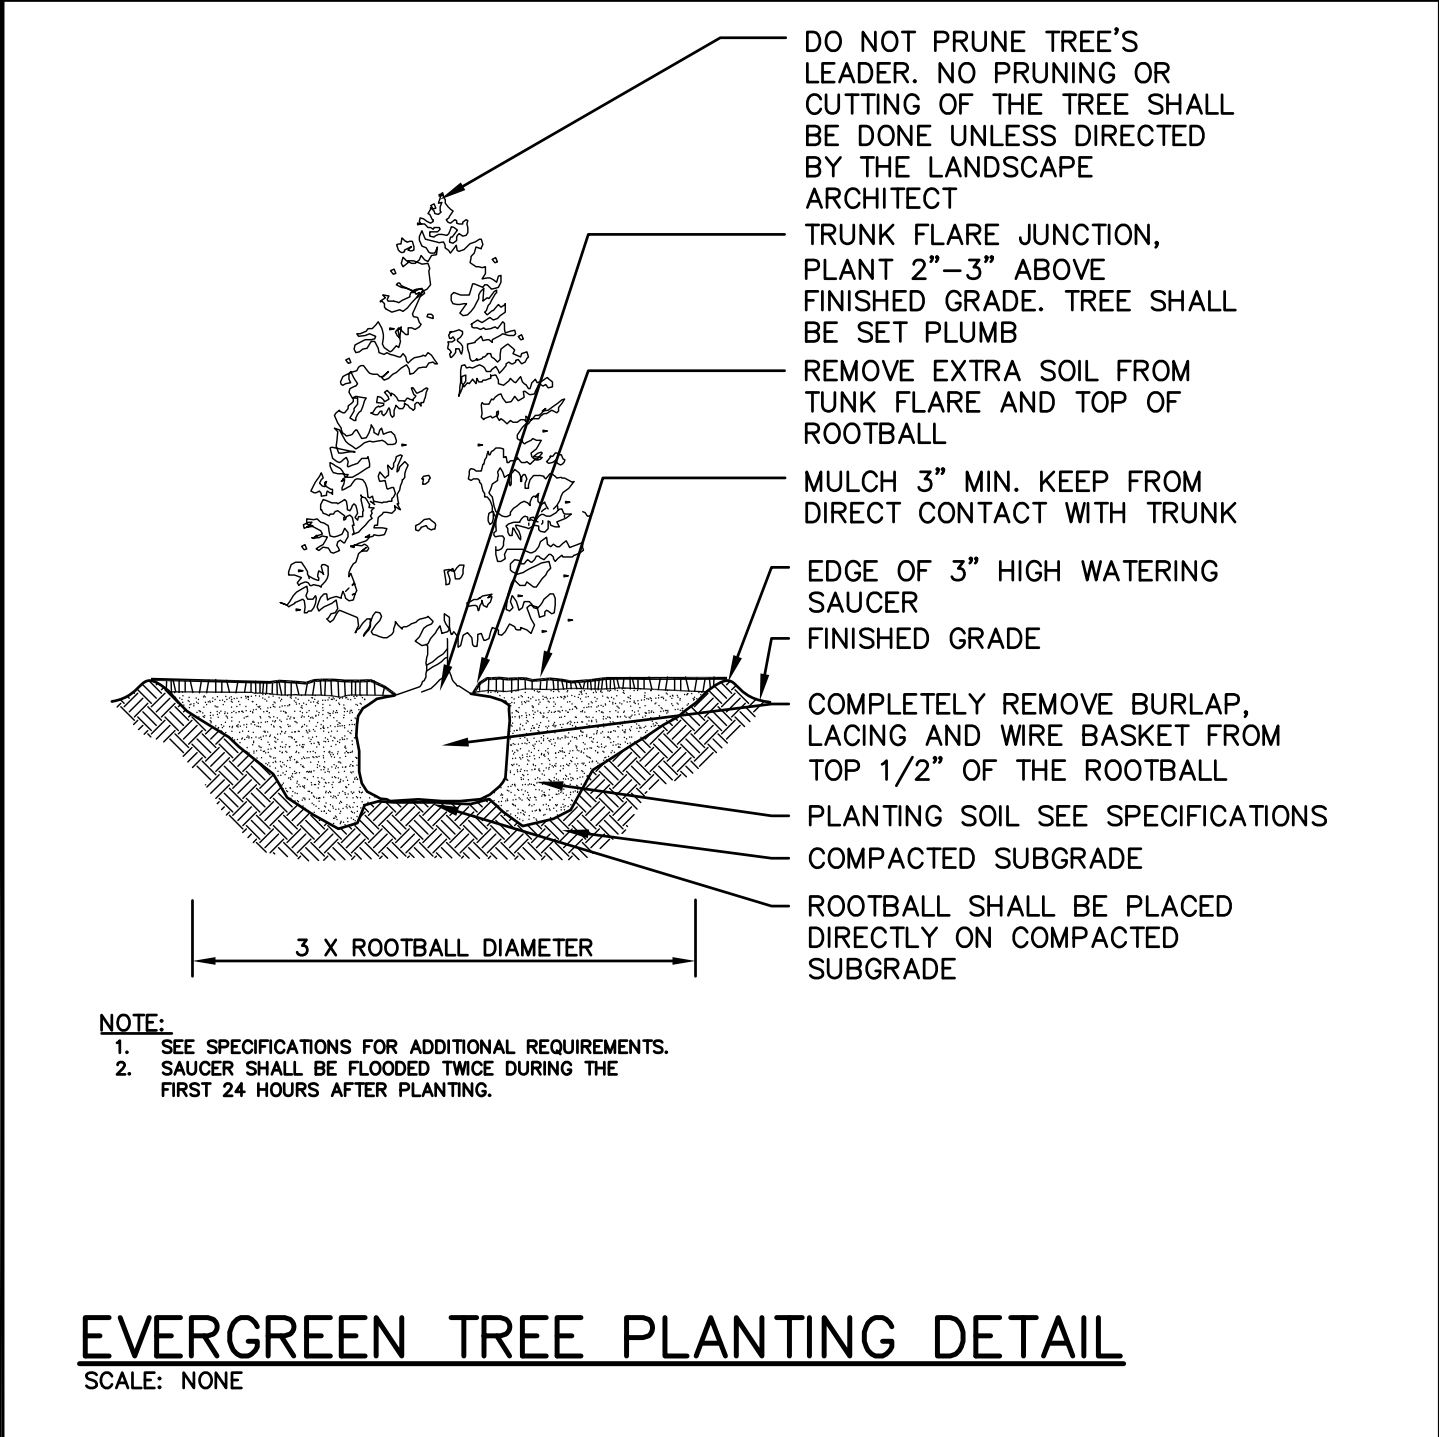 DO NOT PRUNE TREE'S
LEADER. NO PRUNING OR
CUTTING OF THE TREE SHALL
BE DONE UNLESS DIRECTED
BY THE LANDSCAPE
ARCHITECT
TRUNK FLARE JUNCTION,
PLANT 2"-3" ABOVE
FINISHED GRADE. TREE SHALL
BE SET PLUMB
REMOVE EXTRA SOIL FROM
TUNK FLARE AND TOP OF
ROOTBALL
MULCH 3" MIN. KEEP FROM
DIRECT CONTACT WITH TRUNK
EDGE OF 3" HIGH WATERING
SAUCER
FINISHED GRADE
COMPLETELY REMOVE BURLAP,
LACING AND WIRE BASKET FROM
TOP 1/2" OF THE ROOTBALL
PLANTING SOIL SEE SPECIFICATIONS
COMPACTED SUBGRADE
ROOTBALL SHALL BE PLACED
DIRECTLY ON COMPACTED
SUBGRADE
3 X ROOTBALL DIAMETER
NOTE:
1. SEE SPECIFICATIONS FOR ADDITIONAL REQUIREMENTS.
2. SAUCER SHALL BE FLOODED TWICE DURING THE
FIRST 24 HOURS AFTER PLANTING.
EVERGREEN TREE PLANTING DETAIL
SCALE: NONE